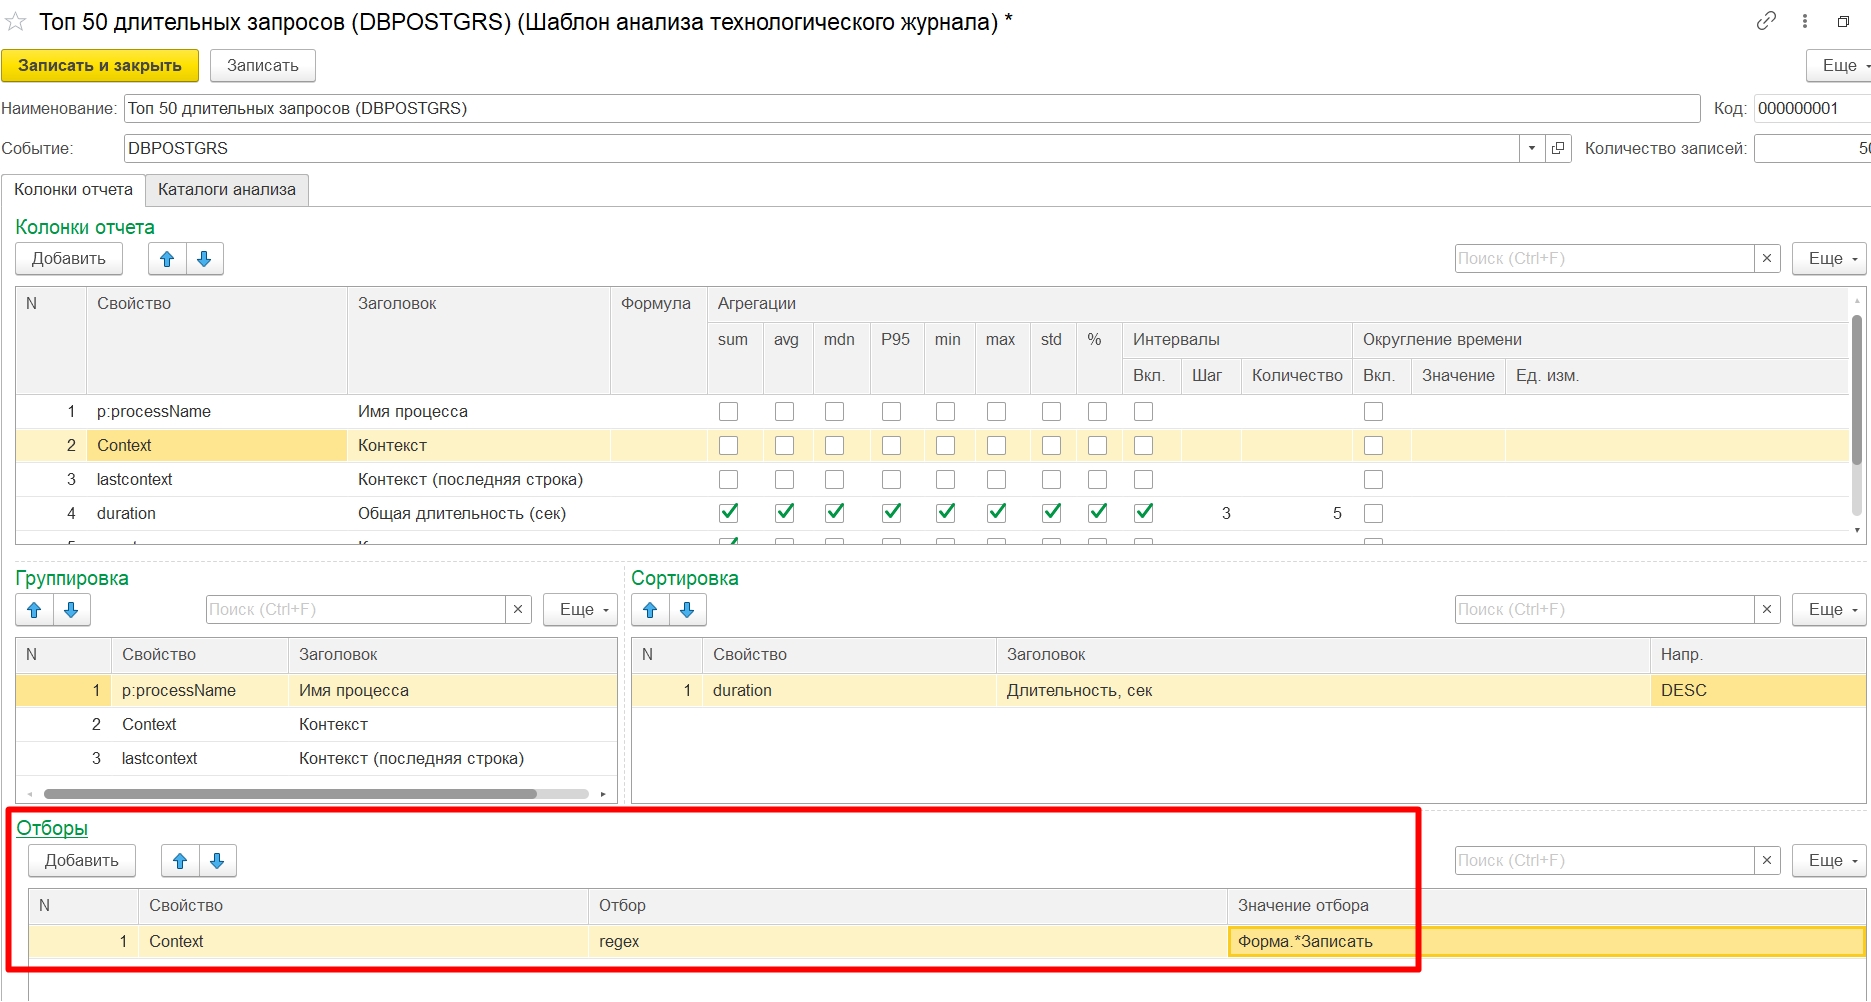 Топ 50 длительных запросов (DBPOSTGRS) (Шаблон анализа технологического журнала) *
Записать и закрыть Записать Еще
Наименование: Топ 50 длительных запросов (DBPOSTGRS) Код: 000000001
Событие: DBPOSTGRS Количество записей: 50
Колонки отчета Каталоги анализа
Колонки отчета
Добавить Поиск (Ctrl+F) × Еще
N Свойство Заголовок Формула Агрегации
sum avg mdn P95 min max std % Интервалы Округление времени
Вкл. Шаг Количество Вкл. Значение Ед. изм.
1 p:processName Имя процесса
2 Context Контекст
3 lastcontext Контекст (последняя строка)
4 duration Общая длительность (сек) 3 5
Группировка Сортировка
Поиск (Ctrl+F) × Еще Поиск (Ctrl+F) × Еще
N Свойство Заголовок N Свойство Заголовок Напр.
1 p:processName Имя процесса 1 duration Длительность, сек DESC
2 Context Контекст
3 lastcontext Контекст (последняя строка)
Отборы
Добавить Поиск (Ctrl+F) × Еще
N Свойство Отбор Значение отбора
1 Context regex Форма.*Записать